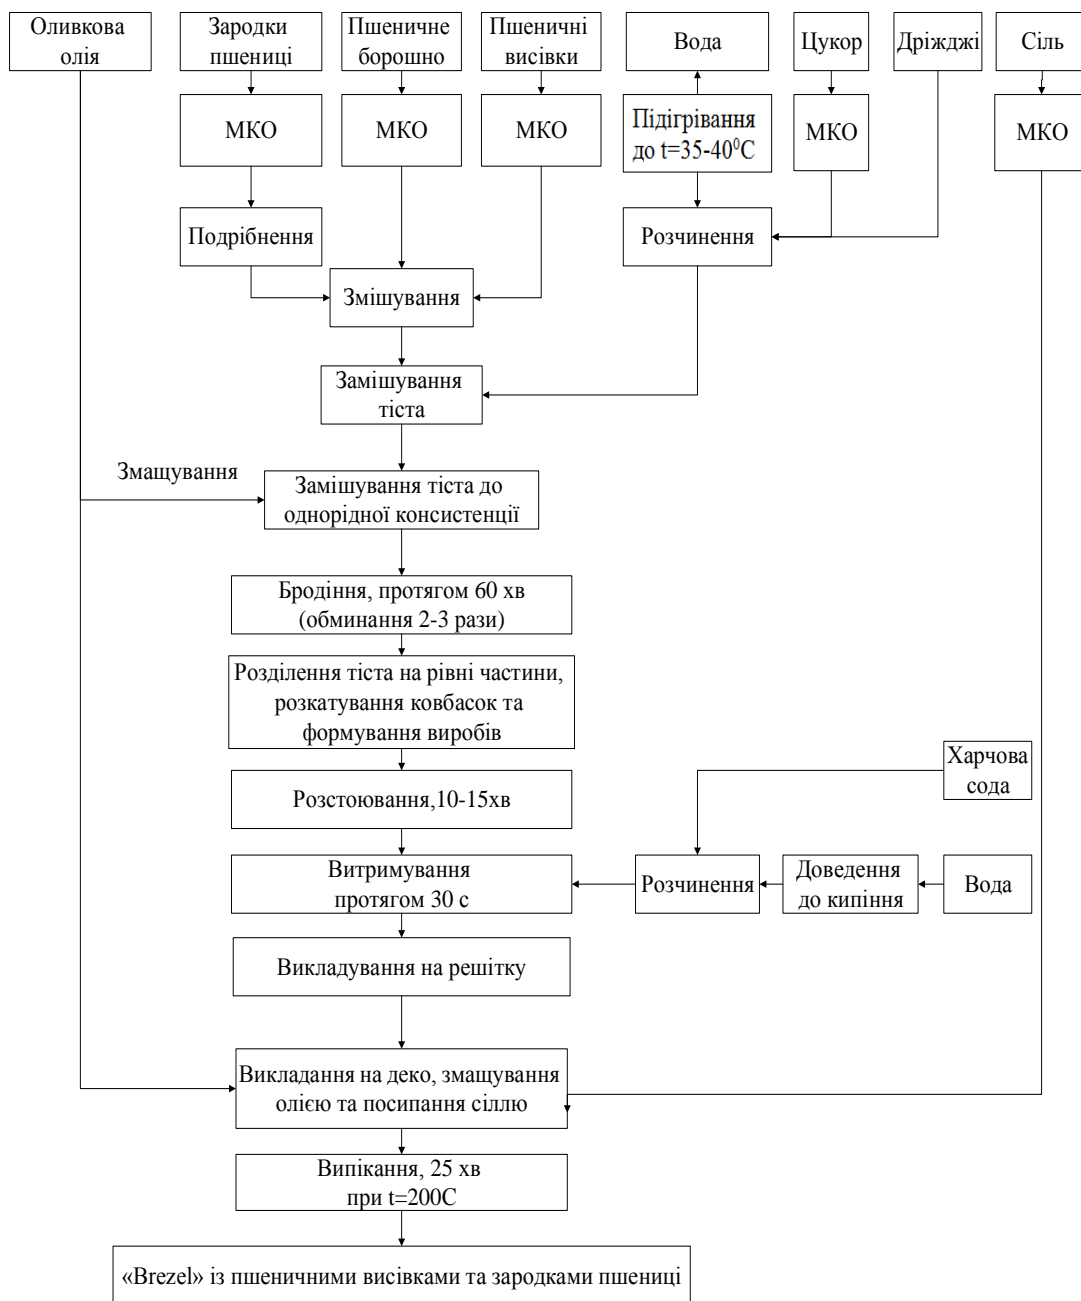 Оливкова
олія
Зародки
пшениці
Пшеничне
борошно
Пшеничні
висівки
Вода
Цукор
Дріжджі
Сіль
МКО
МКО
МКО
Підігрівання
до t=35-40⁰С
МКО
МКО
Подрібнення
Розчинення
Змішування
Замішування
тіста
Змащування
Замішування тіста до
однорідної консистенції
Бродіння, протягом 60 хв
(обминання 2-3 рази)
Розділення тіста на рівні частини,
розкатування ковбасок та
формування виробів
Харчова
сода
Розстоювання,10-15хв
Витримування
протягом 30 с
Розчинення
Доведення
до кипіння
Вода
Викладування на решітку
Викладання на деко, змащування
олією та посипання сіллю
Випікання, 25 хв
при t=200С
«Brezel» із пшеничними висівками та зародками пшениці